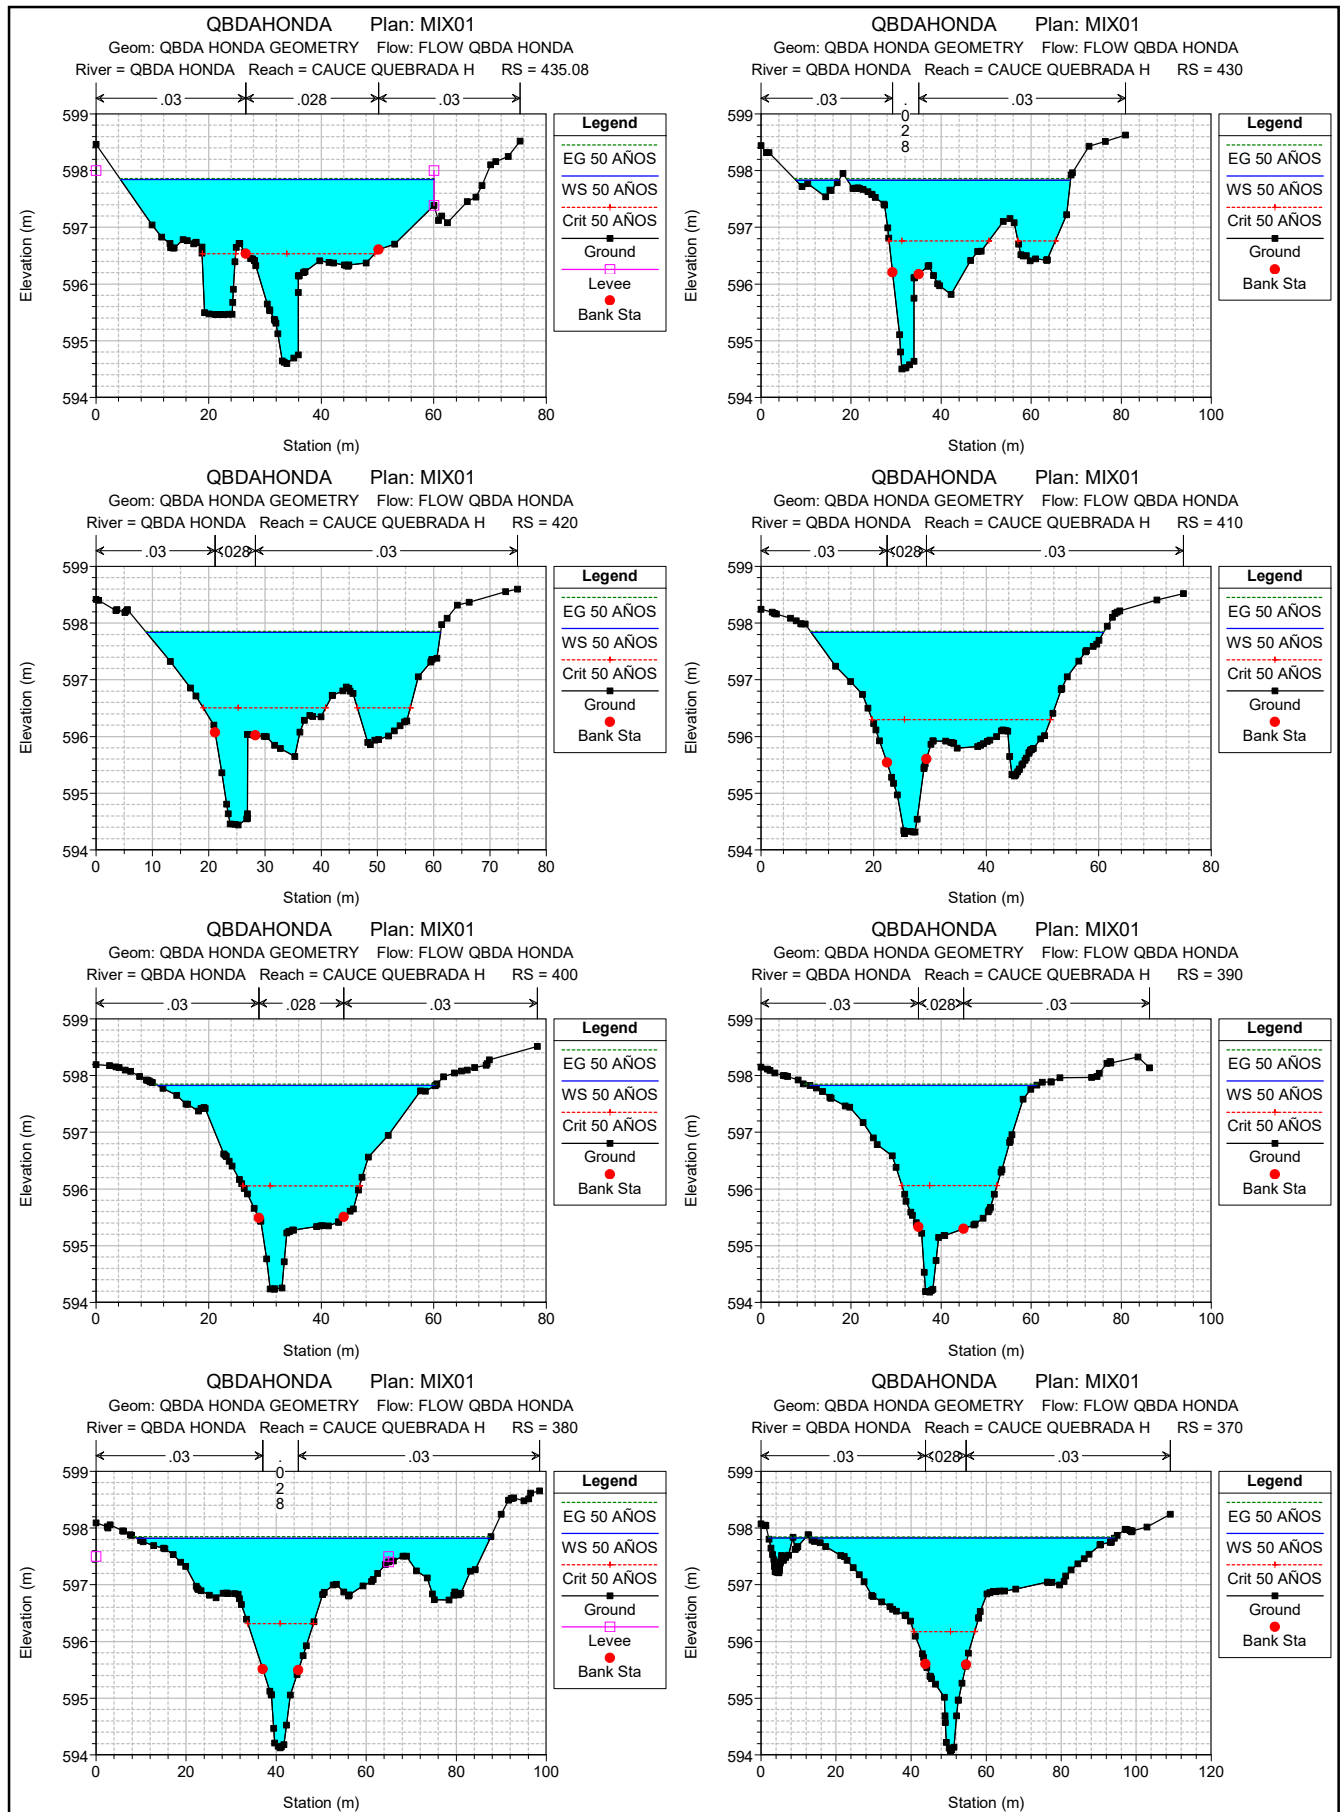 QBDAHONDA Plan: MIX01
Geom: QBDA HONDA GEOMETRY Flow: FLOW QBDA HONDA
River = QBDA HONDA Reach = CAUCE QUEBRADA H RS = 435.08
.03 .028 .03
599
598
597
596
595
594
0 20 40 60 80
Elevation (m)
Station (m)
Legend
EG 50 AÑOS
WS 50 AÑOS
Crit 50 AÑOS
Ground
Levee
Bank Sta
QBDAHONDA Plan: MIX01
Geom: QBDA HONDA GEOMETRY Flow: FLOW QBDA HONDA
River = QBDA HONDA Reach = CAUCE QUEBRADA H RS = 430
.03 .028 .03
599
598
597
596
595
594
0 20 40 60 80 100
Elevation (m)
Station (m)
Legend
EG 50 AÑOS
WS 50 AÑOS
Crit 50 AÑOS
Ground
Bank Sta
QBDAHONDA Plan: MIX01
Geom: QBDA HONDA GEOMETRY Flow: FLOW QBDA HONDA
River = QBDA HONDA Reach = CAUCE QUEBRADA H RS = 420
.03 .028 .03
599
598
597
596
595
594
0 10 20 30 40 50 60 70 80
Elevation (m)
Station (m)
Legend
EG 50 AÑOS
WS 50 AÑOS
Crit 50 AÑOS
Ground
Bank Sta
QBDAHONDA Plan: MIX01
Geom: QBDA HONDA GEOMETRY Flow: FLOW QBDA HONDA
River = QBDA HONDA Reach = CAUCE QUEBRADA H RS = 410
.03 .028 .03
599
598
597
596
595
594
0 20 40 60 80
Elevation (m)
Station (m)
Legend
EG 50 AÑOS
WS 50 AÑOS
Crit 50 AÑOS
Ground
Bank Sta
QBDAHONDA Plan: MIX01
Geom: QBDA HONDA GEOMETRY Flow: FLOW QBDA HONDA
River = QBDA HONDA Reach = CAUCE QUEBRADA H RS = 400
.03 .028 .03
599
598
597
596
595
594
0 20 40 60 80
Elevation (m)
Station (m)
Legend
EG 50 AÑOS
WS 50 AÑOS
Crit 50 AÑOS
Ground
Bank Sta
QBDAHONDA Plan: MIX01
Geom: QBDA HONDA GEOMETRY Flow: FLOW QBDA HONDA
River = QBDA HONDA Reach = CAUCE QUEBRADA H RS = 390
.03 .028 .03
599
598
597
596
595
594
0 20 40 60 80 100
Elevation (m)
Station (m)
Legend
EG 50 AÑOS
WS 50 AÑOS
Crit 50 AÑOS
Ground
Bank Sta
QBDAHONDA Plan: MIX01
Geom: QBDA HONDA GEOMETRY Flow: FLOW QBDA HONDA
River = QBDA HONDA Reach = CAUCE QUEBRADA H RS = 380
.03 .028 .03
599
598
597
596
595
594
0 20 40 60 80 100
Elevation (m)
Station (m)
Legend
EG 50 AÑOS
WS 50 AÑOS
Crit 50 AÑOS
Ground
Levee
Bank Sta
QBDAHONDA Plan: MIX01
Geom: QBDA HONDA GEOMETRY Flow: FLOW QBDA HONDA
River = QBDA HONDA Reach = CAUCE QUEBRADA H RS = 370
.03 .028 .03
599
598
597
596
595
594
0 20 40 60 80 100 120
Elevation (m)
Station (m)
Legend
EG 50 AÑOS
WS 50 AÑOS
Crit 50 AÑOS
Ground
Bank Sta